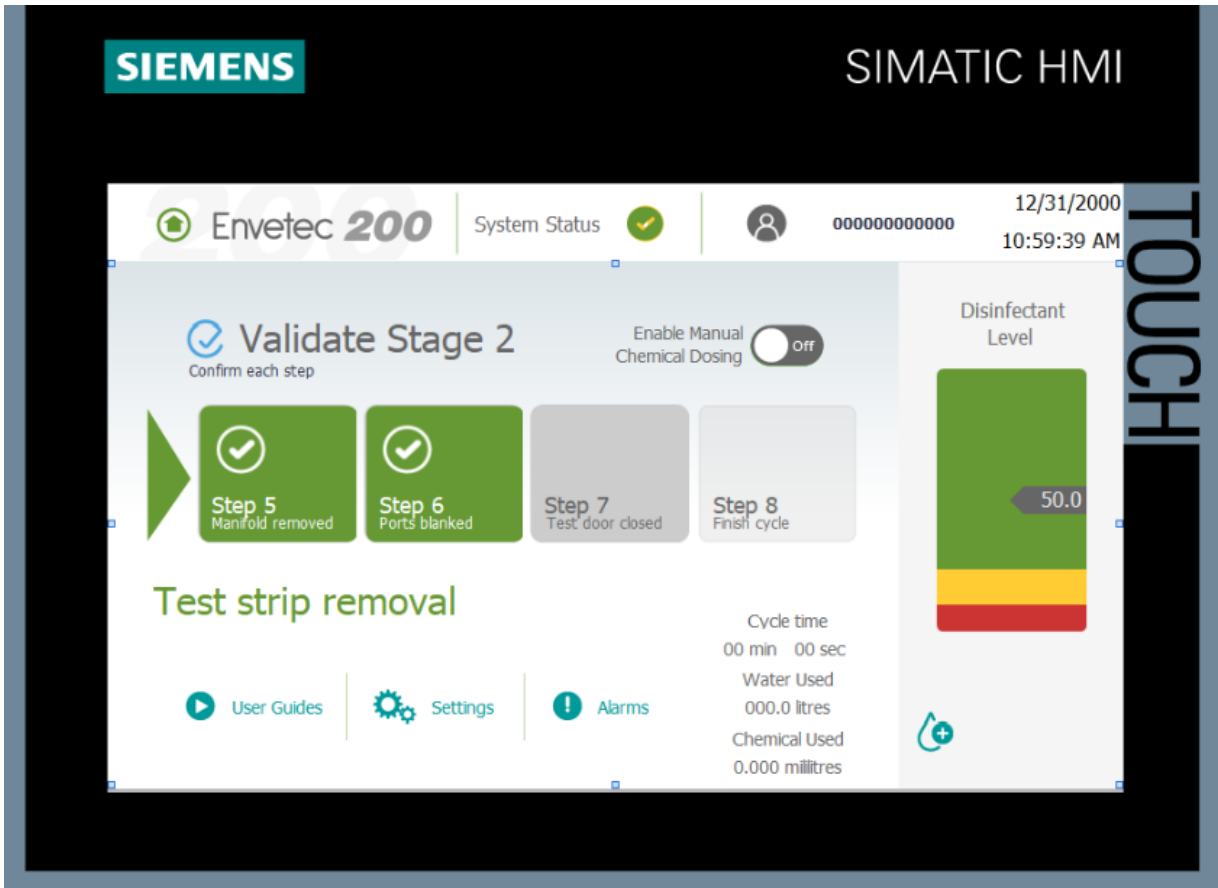 SIEMENS
SIMATIC HMI
TOUCH
200
Envetec 200
System Status
000000000000
12/31/2000
10:59:39 AM
Validate Stage 2
Confirm each step
Enable Manual
Chemical Dosing
Off
Disinfectant
Level
50.0
Step 5
Manifold removed
Step 6
Ports blanked
Step 7
Test door closed
Step 8
Finish cycle
Test strip removal
Cycle time
00 min 00 sec
Water Used
000.0 litres
Chemical Used
0.000 millitres
User Guides
Settings
Alarms